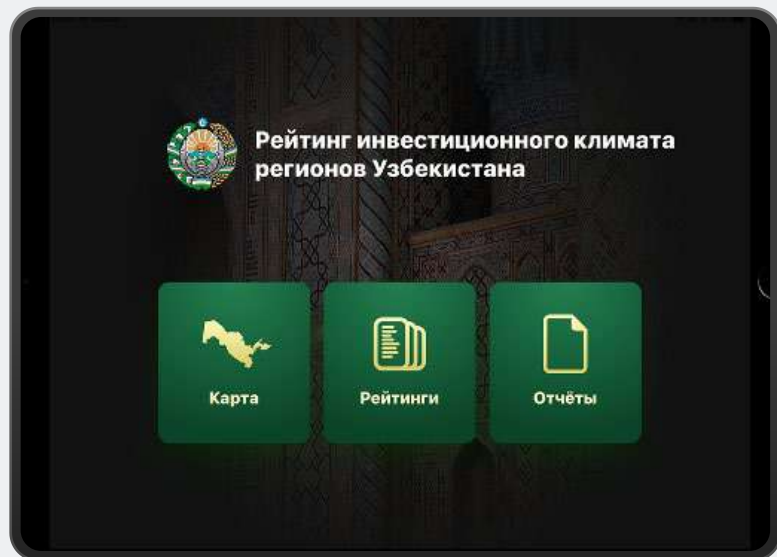 Рейтинг инвестиционного климата
регионов Узбекистана
Карта
Рейтинги
Отчёты